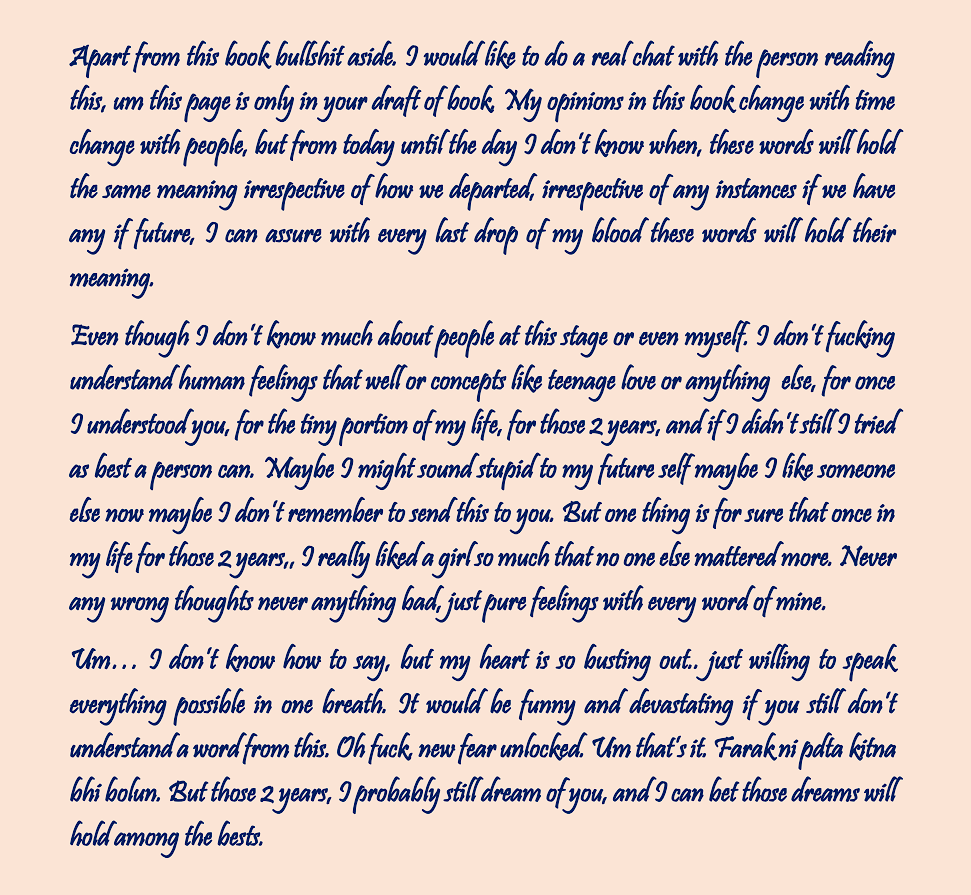 Apart from this book bullshit aside. I would like to do a real chat with the person reading
this, um this page is only in your draft of book, My opinions in this book change with time
change with people, but from today until the day I don't know when, these words will hold
the same meaning irrespective of how we departed, irrespective of any instances if we have
any if future, I can assure with every last drop of my blood these words will hold their
meaning.
Even though I don't know much about people at this stage or even myself. I don't fucking
understand human feelings that well or concepts like teenage love or anything  else, for once
I understood you, for the tiny portion of my life, for those 2 years, and if I didn't still I tried
as best a person can. Maybe I might sound stupid to my future self maybe I like someone
else now maybe I don't remember to send this to you. But one thing is for sure that once in
my life for those 2 years,, I really liked a girl so much that no one else mattered more. Never
any wrong thoughts never anything bad, just pure feelings with every word of mine.
Um... I don't know how to say, but my heart is so busting out.. just willing to speak
everything possible in one breath. It would be funny and devastating if you still don't
understand a word from this. Oh fuck, new fear unlocked. Um that's it. Farak ni pdta kitna
bhi bolun. But those 2 years, I probably still dream of you, and I can bet those dreams will
hold among the bests.